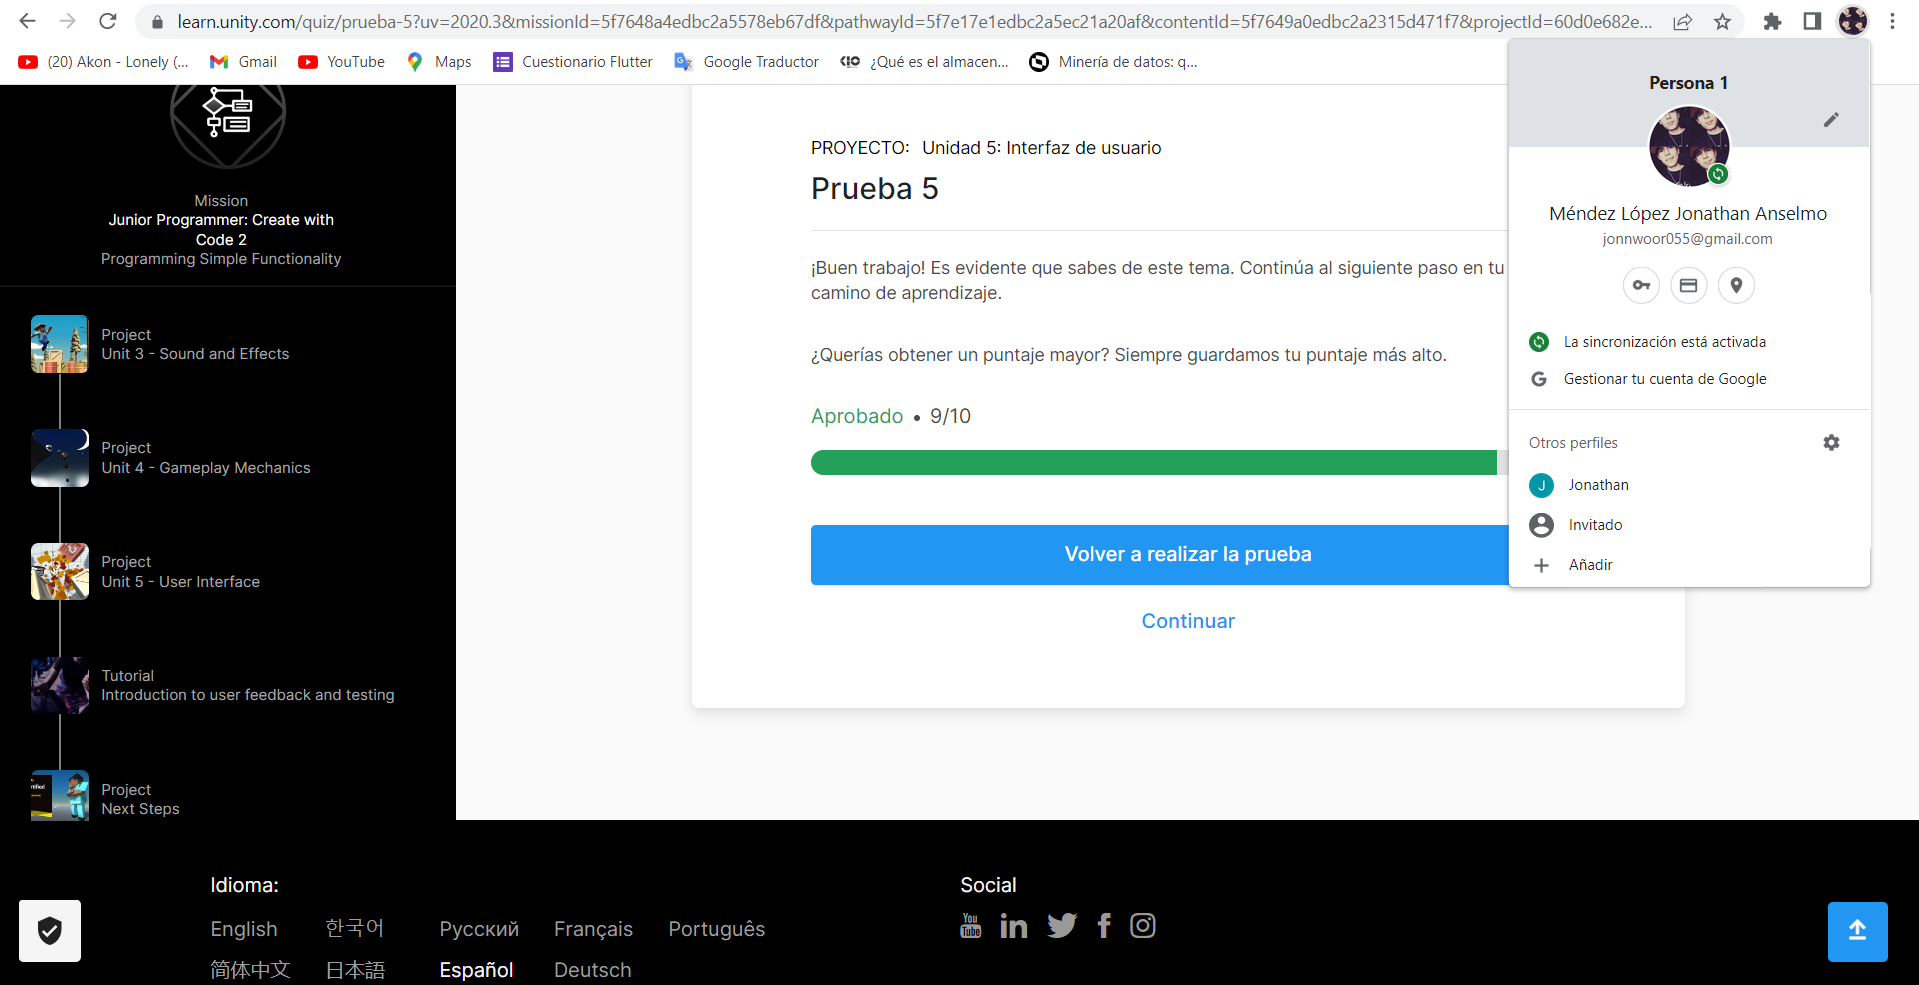 learn.unity.com/quiz/prueba-5?uv=2020.3&missionId=5f7648a4edbc2a5578eb67df&pathwayId=5f7e17e1edbc2a5ec21a20af&contentId=5f7649a0edbc2a2315d471f7&projectId=60d0e682e...
(20) Akon - Lonely (...
Gmail
YouTube
Maps
Cuestionario Flutter
Google Traductor
¿Qué es el almacen...
Minería de datos: q...
Mission
Junior Programmer: Create with
Code 2
Programming Simple Functionality
Project
Unit 3 - Sound and Effects
Project
Unit 4 - Gameplay Mechanics
Project
Unit 5 - User Interface
Tutorial
Introduction to user feedback and testing
Project
Next Steps
PROYECTO: Unidad 5: Interfaz de usuario
Prueba 5
¡Buen trabajo! Es evidente que sabes de este tema. Continúa al siguiente paso en tu
camino de aprendizaje.
¿Querías obtener un puntaje mayor? Siempre guardamos tu puntaje más alto.
Aprobado • 9/10
Volver a realizar la prueba
Continuar
Persona 1
Méndez López Jonathan Anselmo
jonnwoor055@gmail.com
La sincronización está activada
G Gestionar tu cuenta de Google
Otros perfiles
J Jonathan
Invitado
Añadir
Idioma:
English 한국어 Русский Français Português
简体中文 日本語 Español Deutsch
Social
You Tube in f